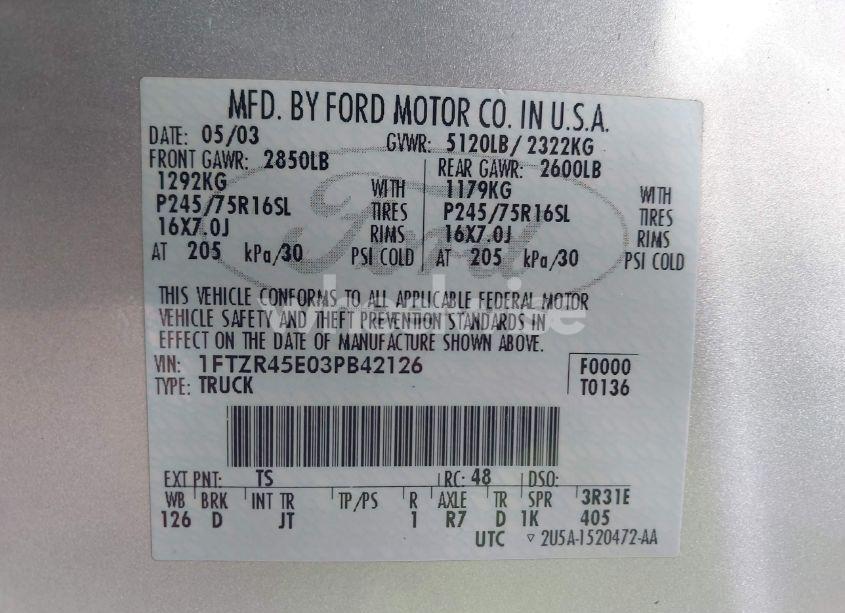 MFD. BY FORD MOTOR CO. IN U.S.A.
DATE: 05/03 GVWR: 5120LB/ 2322KG
FRONT GAWR: 2850LB REAR GAWR: 2600LB
1292KG WITH 1179KG WITH
P245/75R16SL TIRES P245/75R16SL TIRES
16X7.0J RIMS 16X7.0J RIMS
AT 205 kPa/30 PSI COLD AT 205 kPa/30 PSI COLD
Ford
THIS VEHICLE CONFORMS TO ALL APPLICABLE FEDERAL MOTOR
VEHICLE SAFETY AND THEFT PREVENTION STANDARDS IN
EFFECT ON THE DATE OF MANUFACTURE SHOWN ABOVE.
VIN: 1FTZR45E03PB42126 F0000
TYPE: TRUCK T0136
EXT PNT: TS RC: 48 DSO:
WB BRK INT TR TP/PS R AXLE TR SPR 3R31E
126 D JT 1 R7 D 1K 405
UTC ▽ 2U5A-1520472-AA